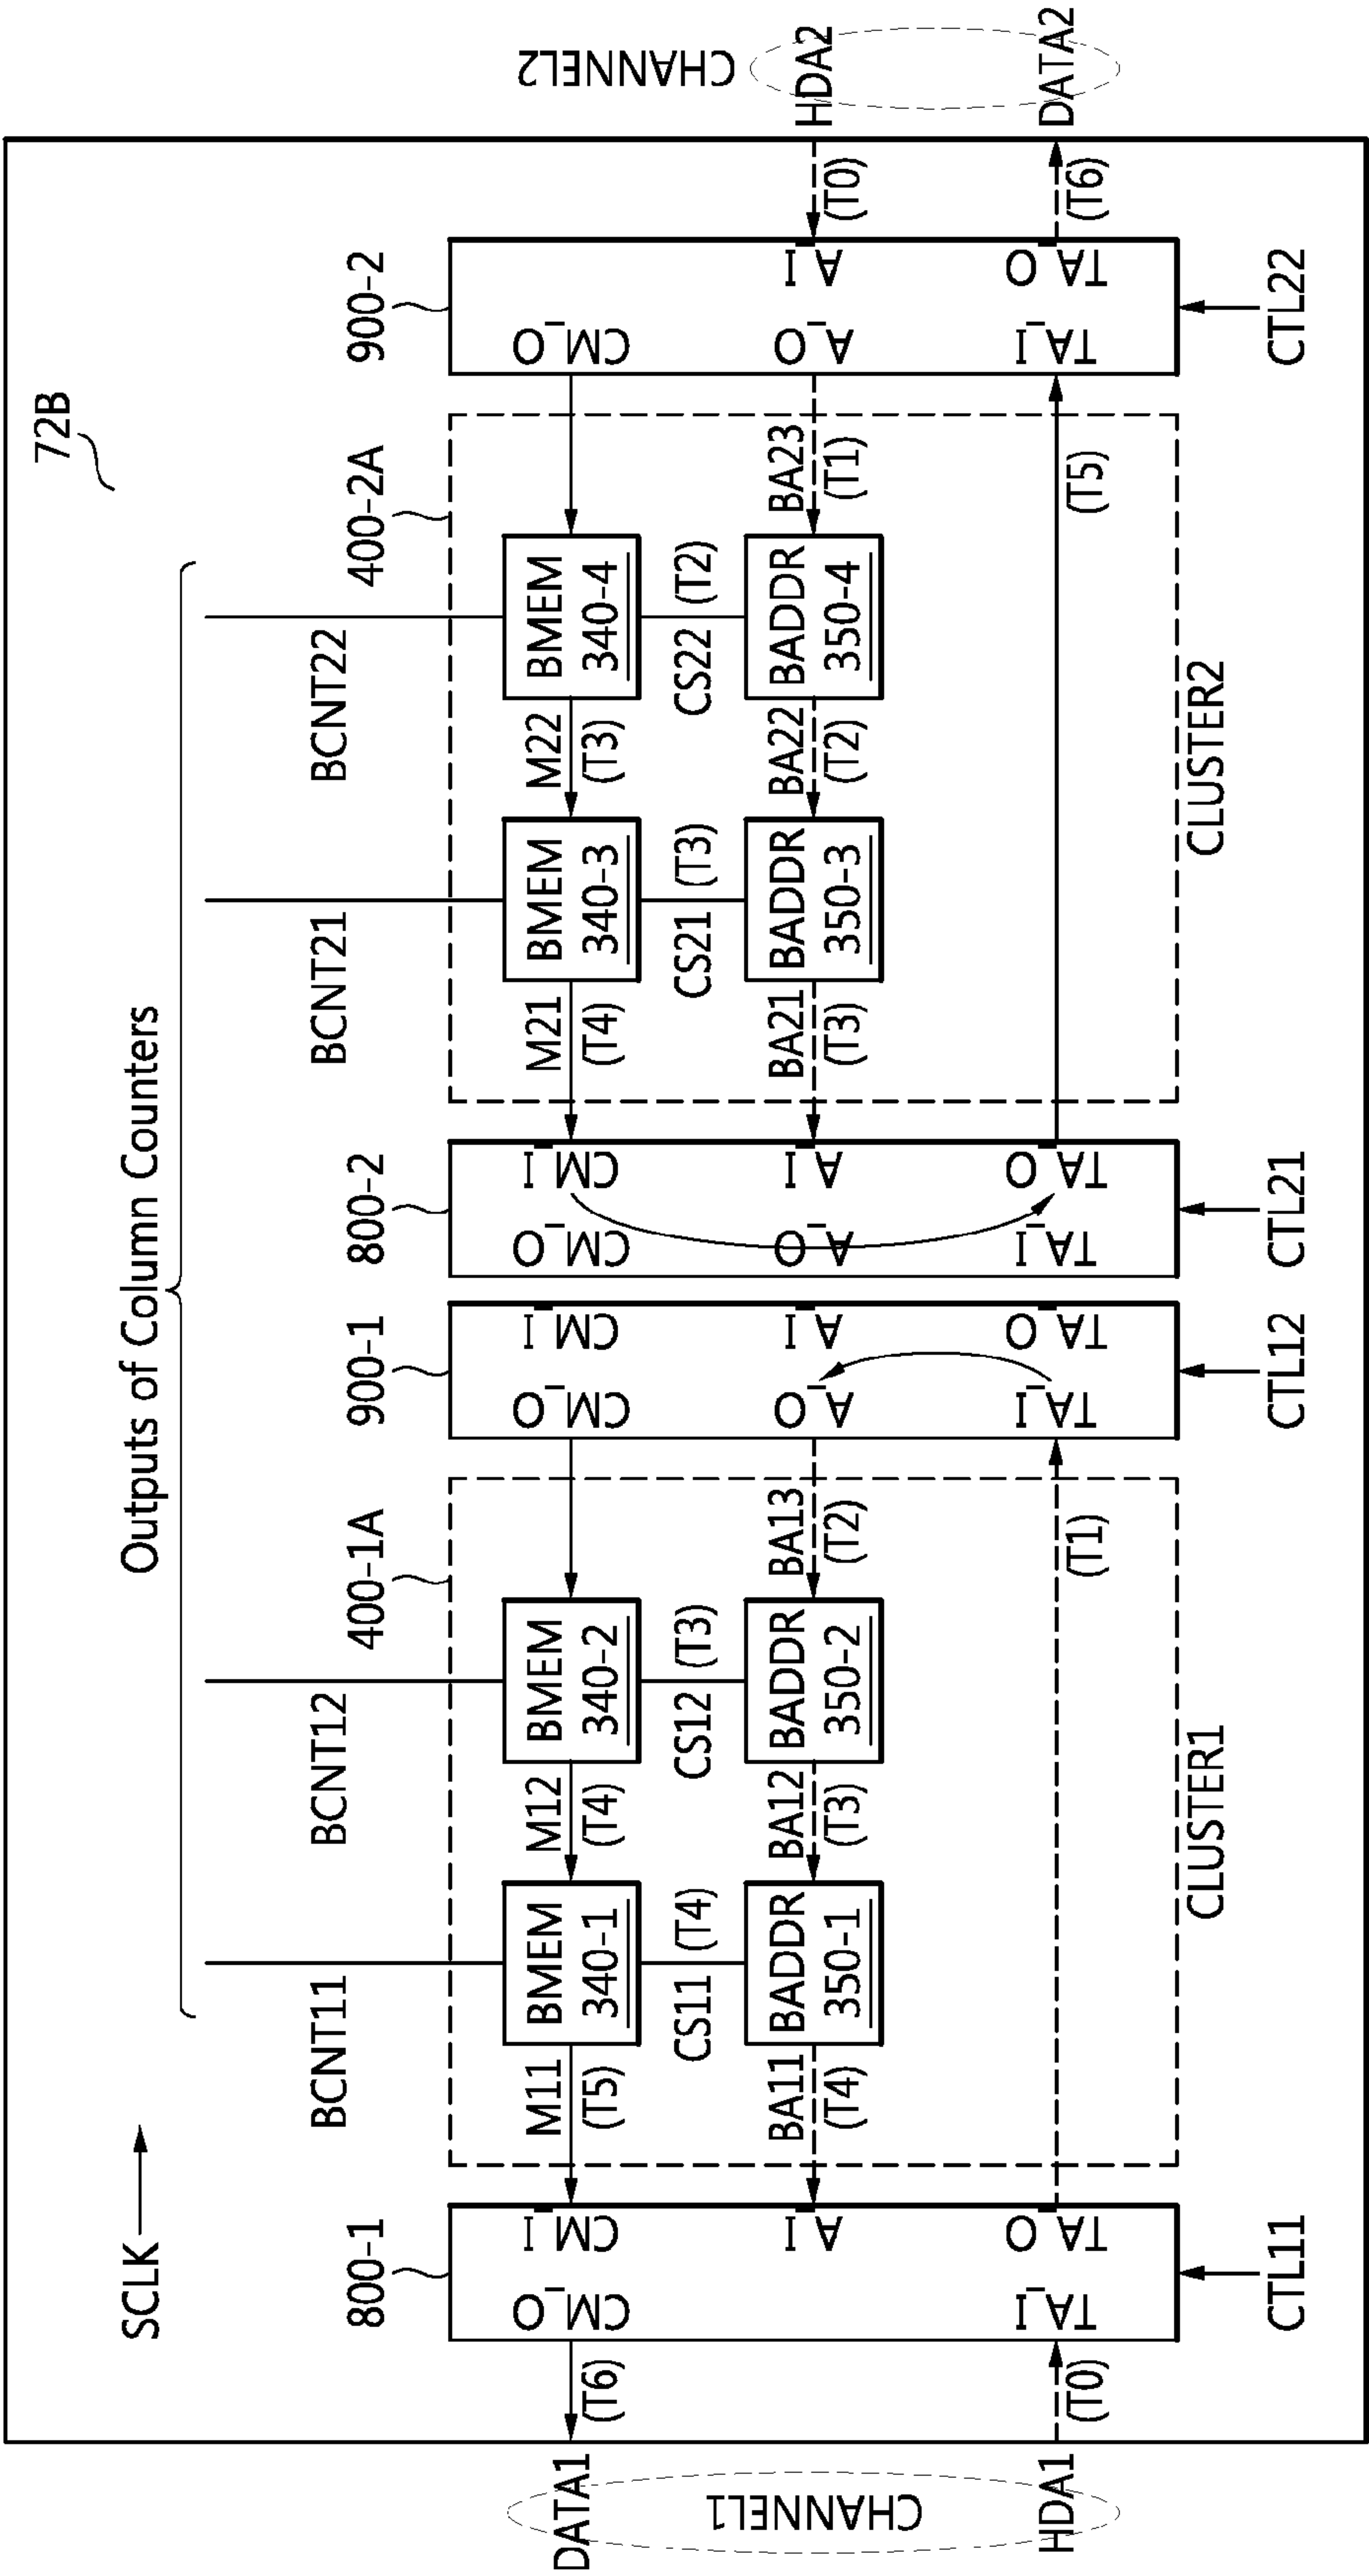 72B
SCLK
Outputs of Column Counters
BCNT11
BCNT12
BCNT21
BCNT22
800-1
400-1A
900-1
800-2
400-2A
900-2
CHANNEL1
DATA1
(T6)
HDA1
(T0)
CM_O
CM_I
A_I
TA_I
TA_O
CTL11
M11
(T5)
BMEM
340-1
M12
(T4)
BMEM
340-2
CS11
(T4)
CS12
(T3)
BA11
(T4)
BADDR
350-1
BA12
(T3)
BADDR
350-2
BA13
(T2)
(T1)
CLUSTER1
CM_O
CM_I
A_O
A_I
TA_I
TA_O
CTL12
CM_O
CM_I
A_O
A_I
TA_I
TA_O
CTL21
M21
(T4)
BMEM
340-3
M22
(T3)
BMEM
340-4
CS21
(T3)
CS22
(T2)
BA21
(T3)
BADDR
350-3
BA22
(T2)
BADDR
350-4
BA23
(T1)
(T5)
CLUSTER2
CM_O
A_O
A_I
TA_I
TA_O
CTL22
CHANNEL2
HDA2
(T0)
DATA2
(T6)